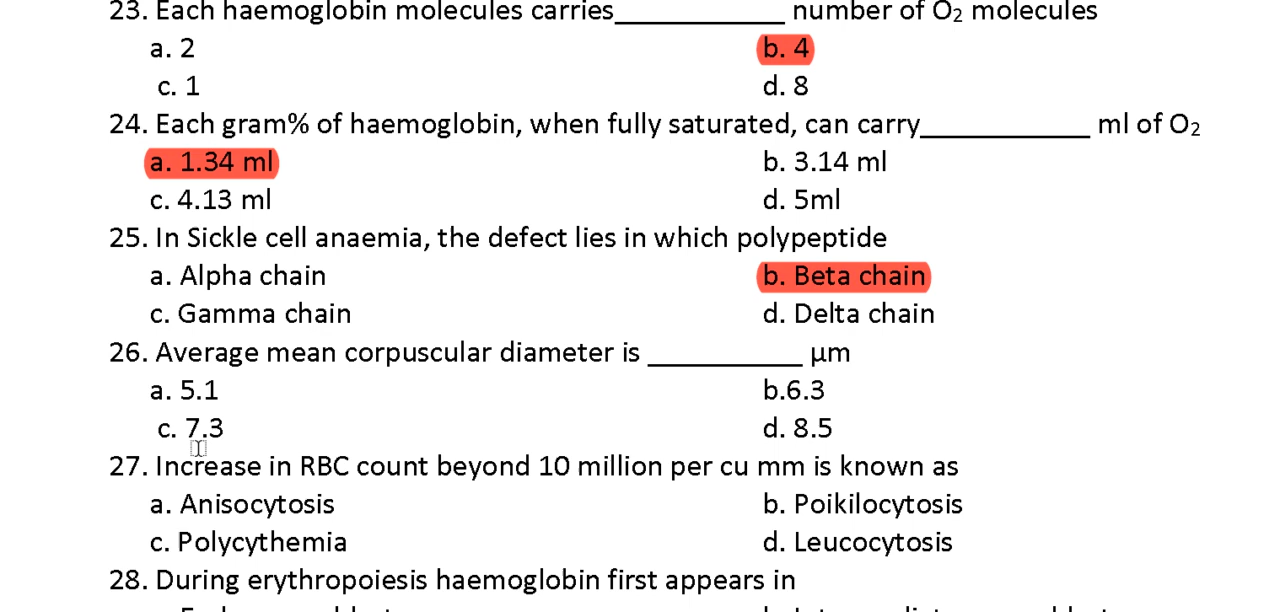 23. Each haemoglobin molecules carries____________ number of O₂ molecules
a. 2 b. 4
c. 1 d. 8
24. Each gram% of haemoglobin, when fully saturated, can carry____________ ml of O₂
a. 1.34 ml b. 3.14 ml
c. 4.13 ml d. 5ml
25. In Sickle cell anaemia, the defect lies in which polypeptide
a. Alpha chain b. Beta chain
c. Gamma chain d. Delta chain
26. Average mean corpuscular diameter is ___________ µm
a. 5.1 b.6.3
c. 7.3 d. 8.5
27. Increase in RBC count beyond 10 million per cu mm is known as
a. Anisocytosis b. Poikilocytosis
c. Polycythemia d. Leucocytosis
28. During erythropoiesis haemoglobin first appears in